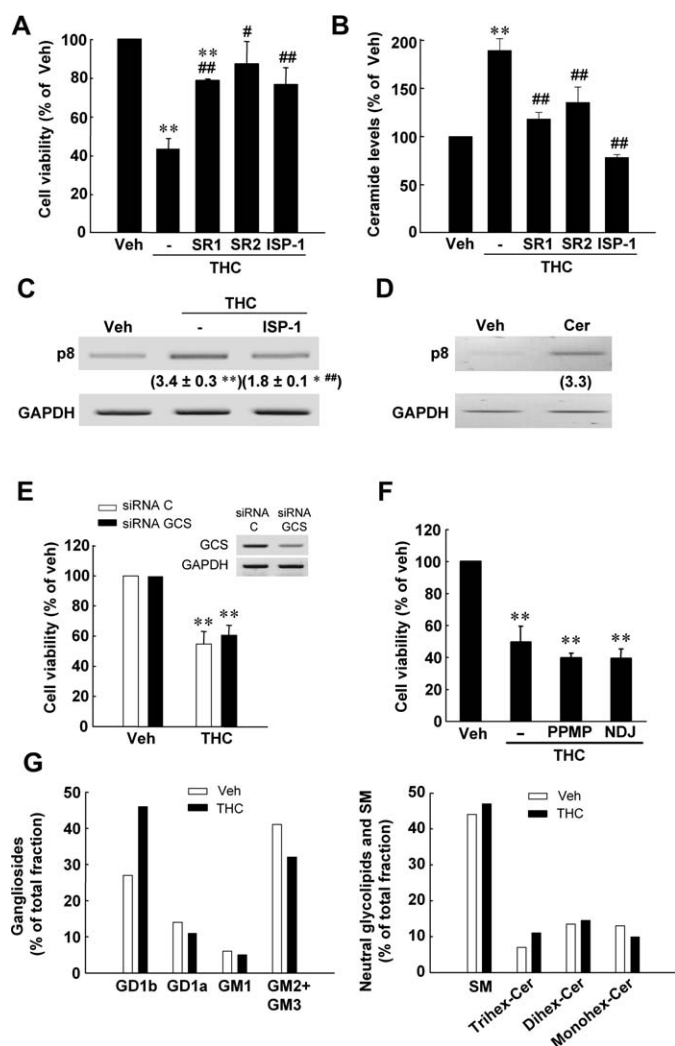 A
Cell viability (% of Veh)
100
80
60
40
20
0
**
**
##
#
##
Veh
-
SR1
SR2
ISP-1
THC
B
Ceramide levels (% of Veh)
200
150
100
50
0
**
##
##
##
Veh
-
SR1
SR2
ISP-1
THC
C
THC
Veh
-
ISP-1
p8
(3.4 ± 0.3 **)(1.8 ± 0.1 * ##)
GAPDH
D
Veh
Cer
p8
(3.3)
GAPDH
E
siRNA C
siRNA GCS
siRNA C
siRNA GCS
GCS
GAPDH
Cell viability (% of veh)
120
100
80
60
40
20
0
** **
Veh
THC
F
Cell viability (% of veh)
120
100
80
60
40
20
0
**
**
**
Veh
–
PPMP
NDJ
THC
G
Gangliosides
(% of total fraction)
50
40
30
20
10
0
Veh
THC
GD1b
GD1a
GM1
GM2+
GM3
Neutral glycolipids and SM
(% of total fraction)
50
40
30
20
10
0
Veh
THC
SM
Trihex-Cer
Dihex-Cer
Monohex-Cer